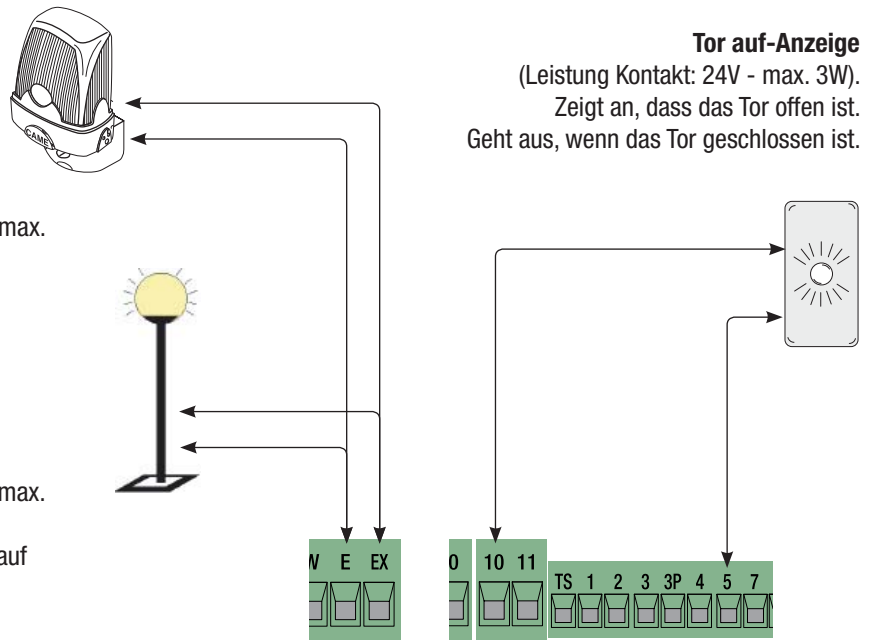 Tor auf-Anzeige
(Leistung Kontakt: 24V - max. 3W).
Zeigt an, dass das Tor offen ist.
Geht aus, wenn das Tor geschlossen ist.
CAME
max.
max.
auf
E EX
10 11
TS 1 2 3 3P 4 5 7